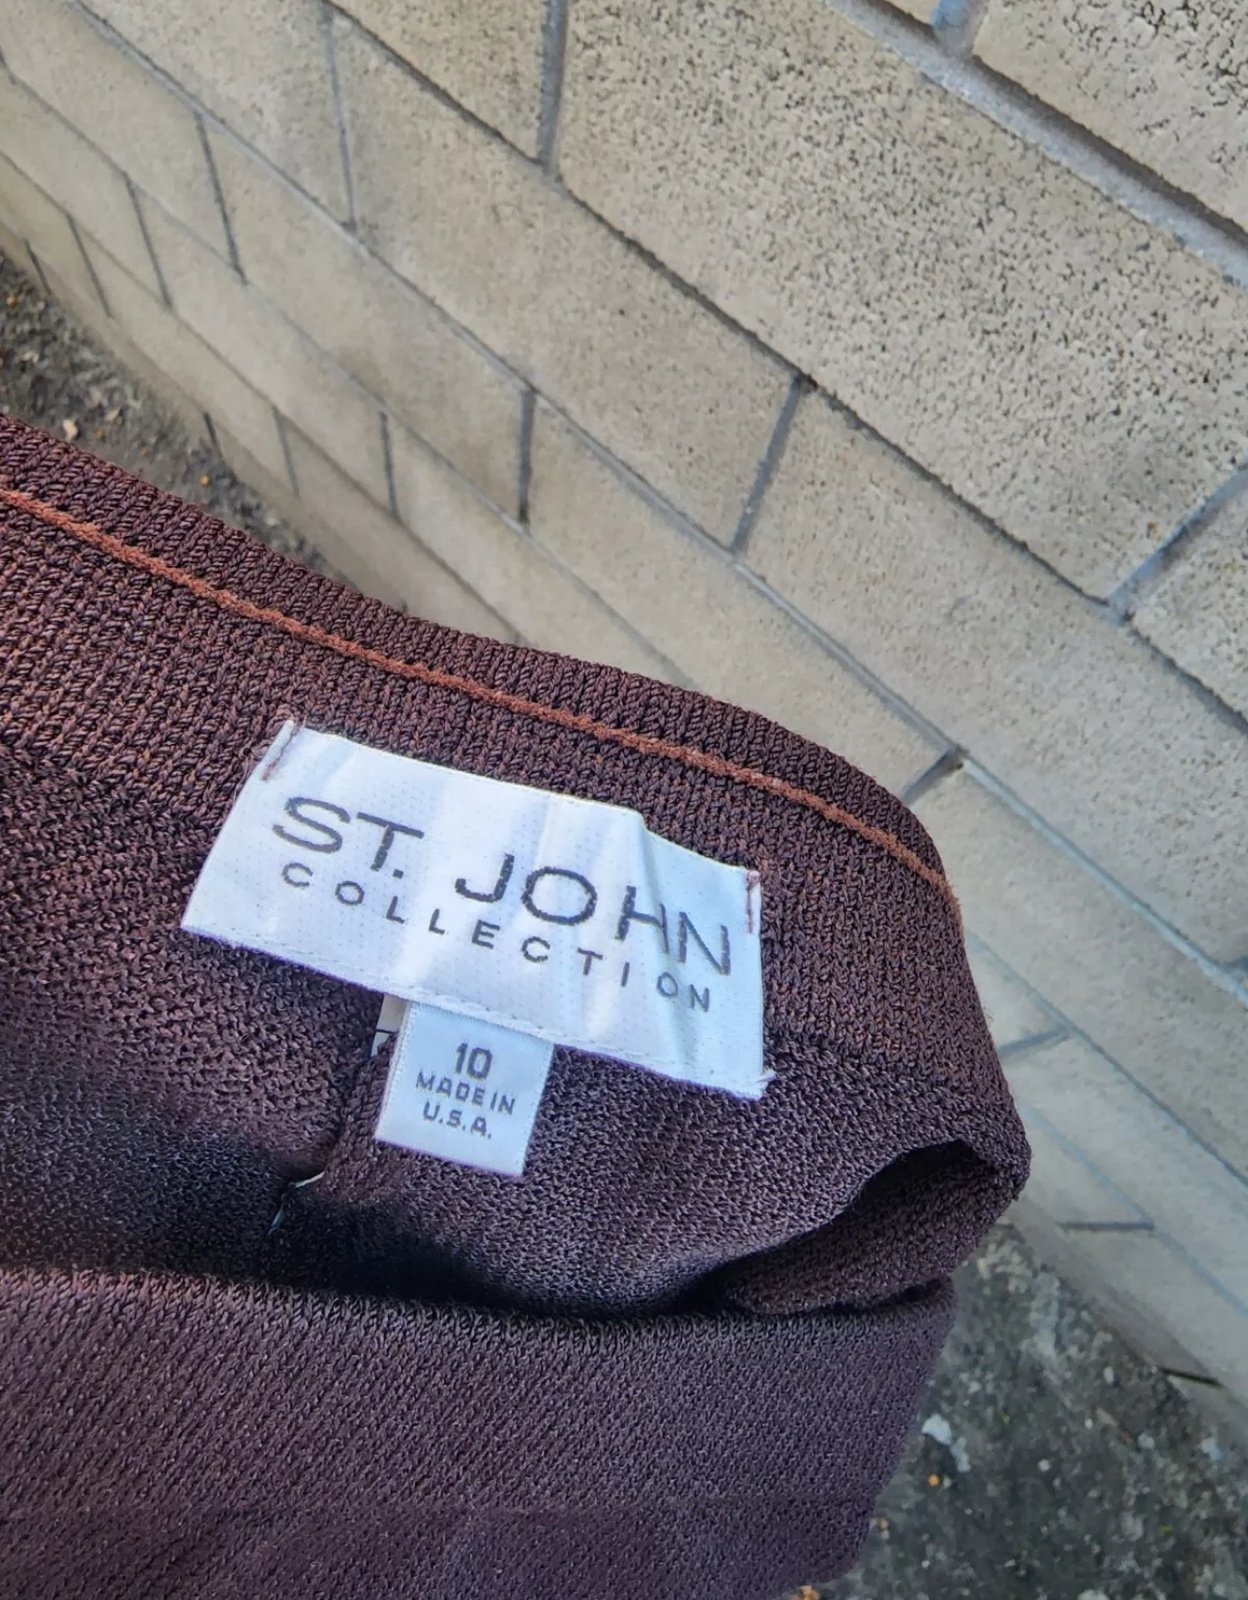 ST. JOHN
COLLECTION
10
MADE IN
U.S.A.